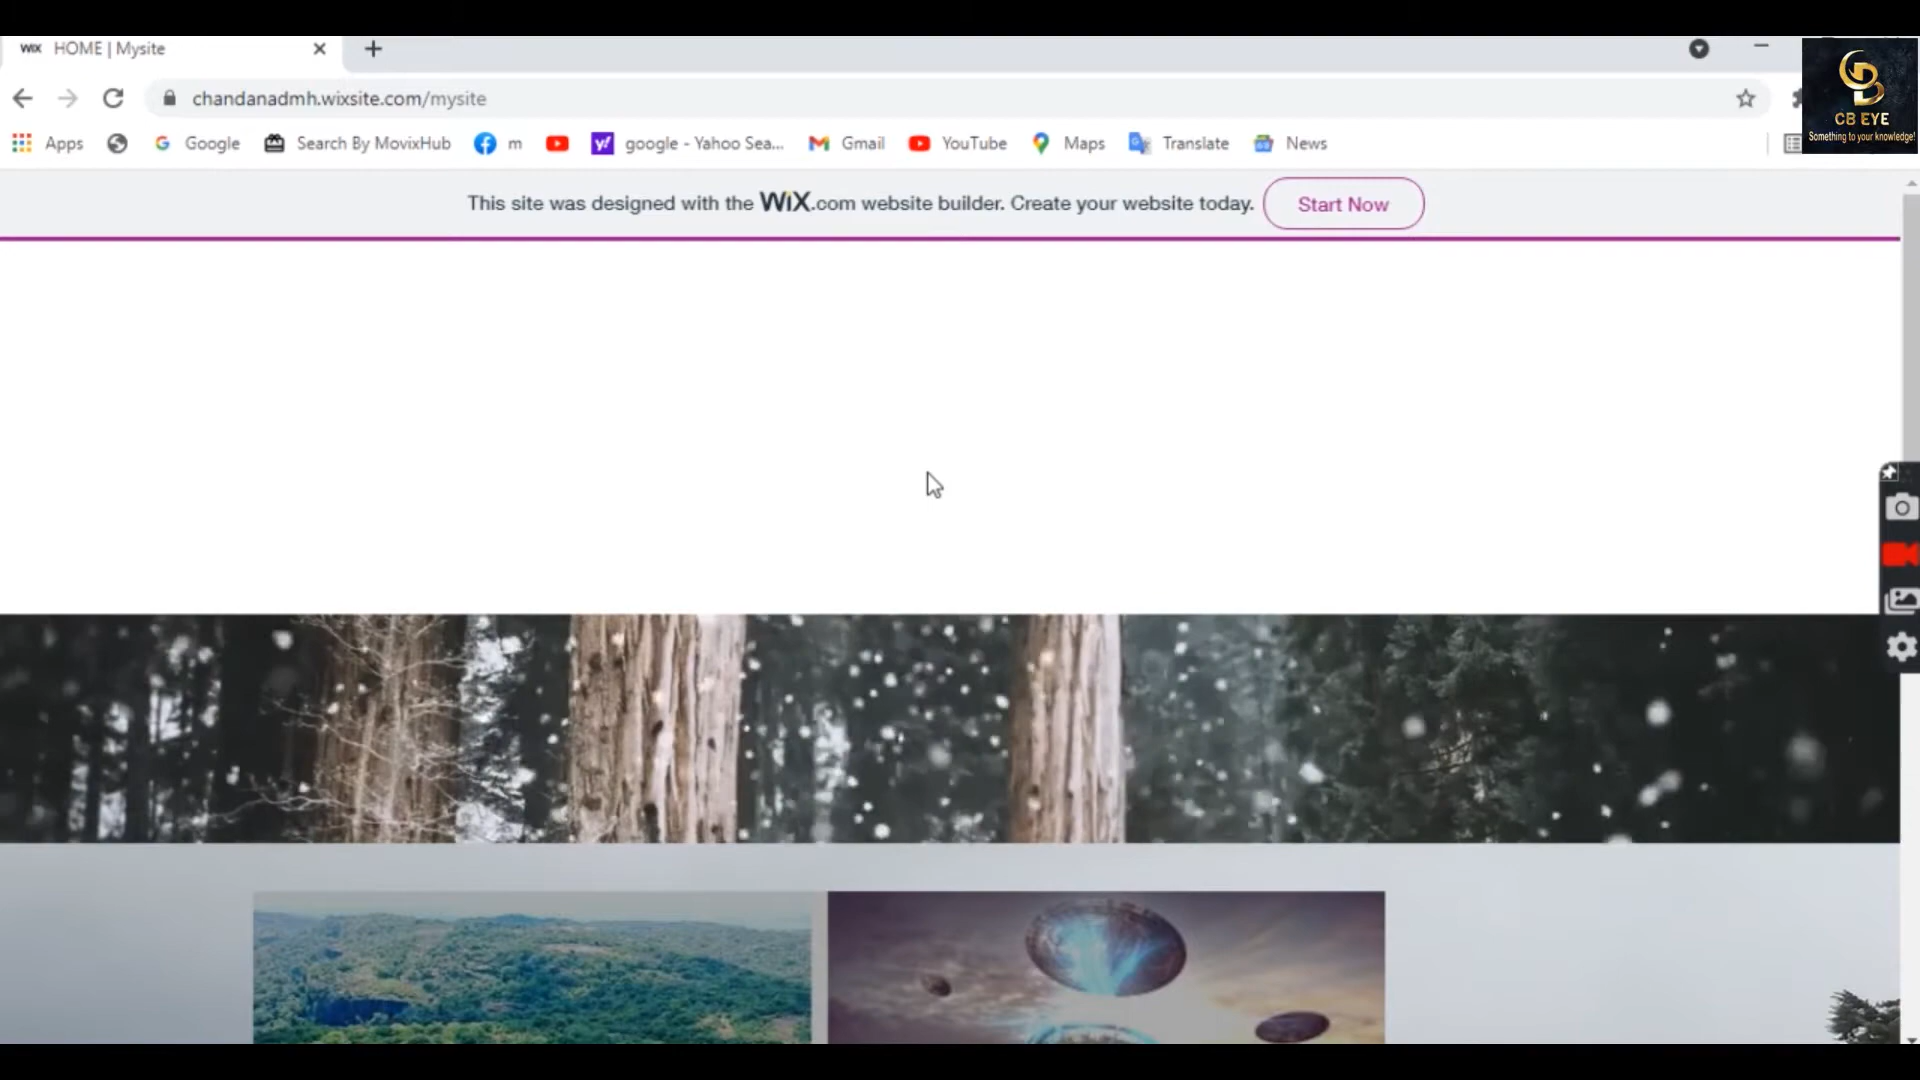 WIX HOME | Mysite
CB EYE
Something to your knowledge!
chandanadmh.wixsite.com/mysite
Apps Google Search By MovixHub m google - Yahoo Sea... Gmail YouTube Maps Translate News
This site was designed with the WiX.com website builder. Create your website today. Start Now